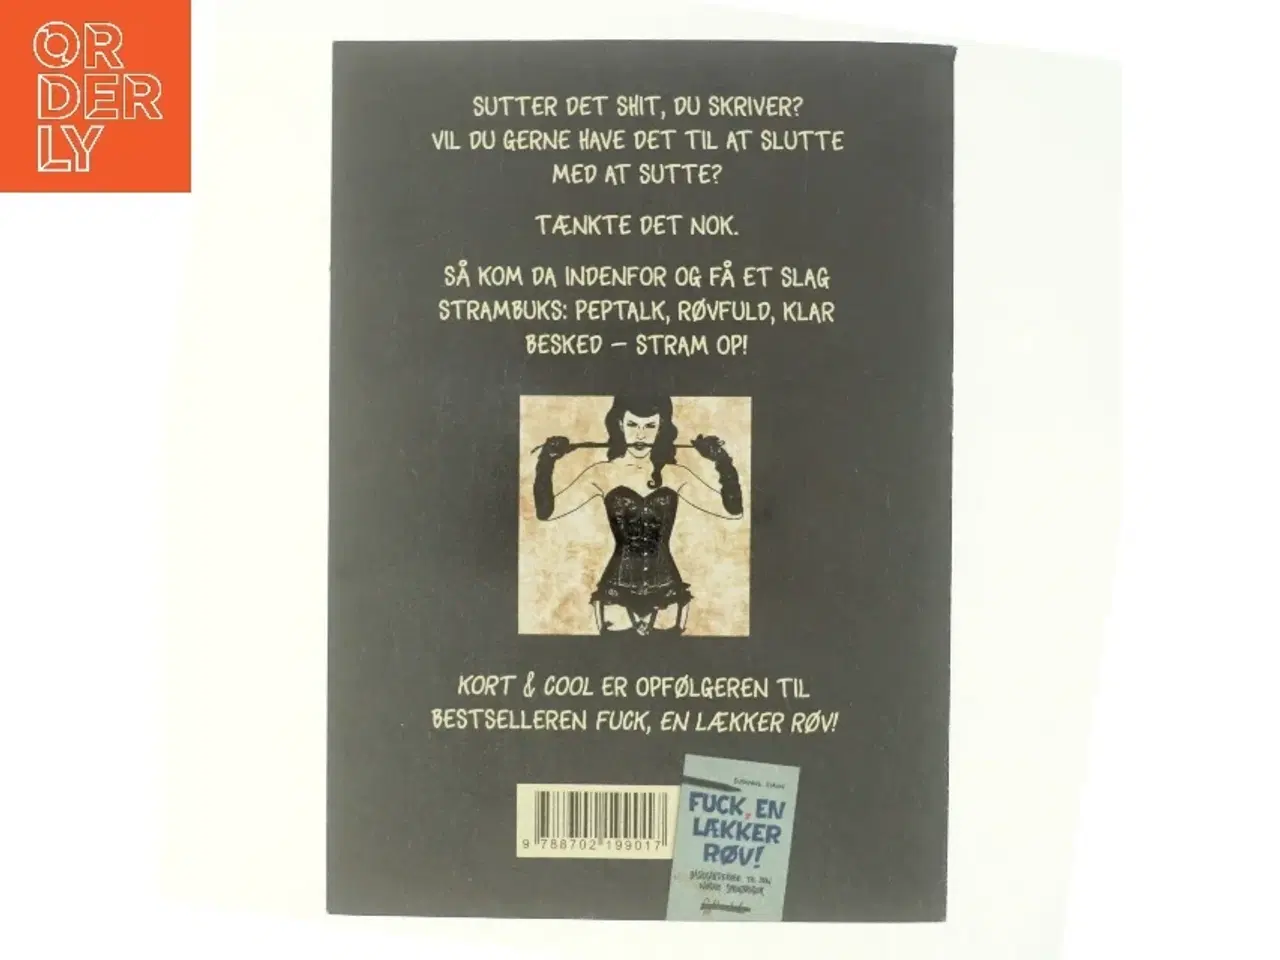 ORDERLY
SUTTER DET SHIT, DU SKRIVER?
VIL DU GERNE HAVE DET TIL AT SLUTTE
MED AT SUTTE?
TÆNKTE DET NOK.
SÅ KOM DA INDENFOR OG FÅ ET SLAG
STRAMBUKS: PEPTALK, RØVFULD, KLAR
BESKED – STRAM OP!
KORT & COOL ER OPFØLGEREN TIL
BESTSELLEREN FUCK, EN LÆKKER RØV!
FUCK, EN
LÆKKER
RØV!
9 788702 199017